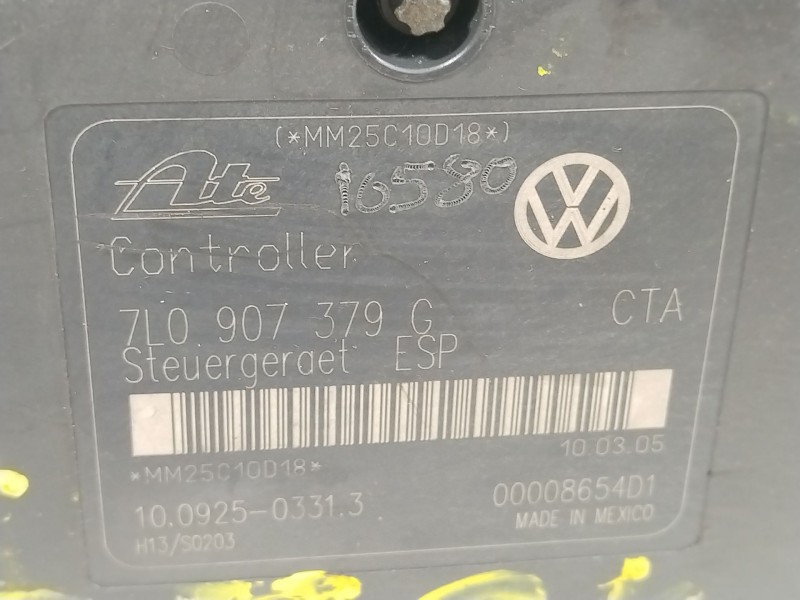 (*MM25C10D18*)
Ate 16580
Controller
7L0 907 379 G CTA
Steuergeraet ESP
10 03.05
*MM25C10D18*
10.0925-0331.3 00008654D1
MADE IN MEXICO
H13/S0203